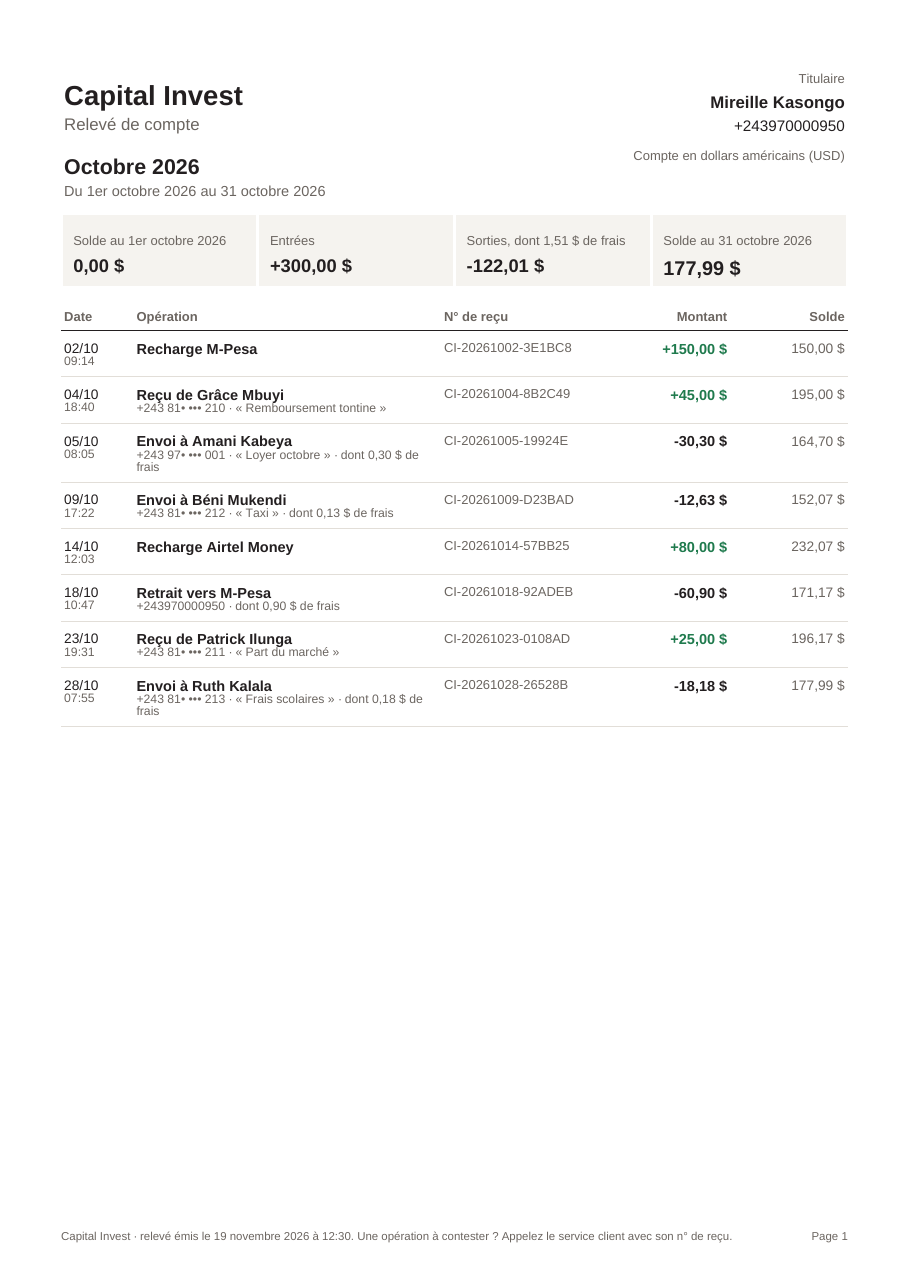 Capital Invest
Relevé de compte
Octobre 2026
Du 1er octobre 2026 au 31 octobre 2026
Titulaire
Mireille Kasongo
+243970000950
Compte en dollars américains (USD)
Solde au 1er octobre 2026
0,00 $
Entrées
+300,00 $
Sorties, dont 1,51 $ de frais
-122,01 $
Solde au 31 octobre 2026
177,99 $
Date Opération N° de reçu Montant Solde
02/10 Recharge M-Pesa CI-20261002-3E1BC8 +150,00 $ 150,00 $
09:14
04/10 Reçu de Grâce Mbuyi CI-20261004-8B2C49 +45,00 $ 195,00 $
18:40 +243 81• ••• 210 · « Remboursement tontine »
05/10 Envoi à Amani Kabeya CI-20261005-19924E -30,30 $ 164,70 $
08:05 +243 97• ••• 001 · « Loyer octobre » · dont 0,30 $ de
frais
09/10 Envoi à Béni Mukendi CI-20261009-D23BAD -12,63 $ 152,07 $
17:22 +243 81• ••• 212 · « Taxi » · dont 0,13 $ de frais
14/10 Recharge Airtel Money CI-20261014-57BB25 +80,00 $ 232,07 $
12:03
18/10 Retrait vers M-Pesa CI-20261018-92ADEB -60,90 $ 171,17 $
10:47 +243970000950 · dont 0,90 $ de frais
23/10 Reçu de Patrick Ilunga CI-20261023-0108AD +25,00 $ 196,17 $
19:31 +243 81• ••• 211 · « Part du marché »
28/10 Envoi à Ruth Kalala CI-20261028-26528B -18,18 $ 177,99 $
07:55 +243 81• ••• 213 · « Frais scolaires » · dont 0,18 $ de
frais
Capital Invest · relevé émis le 19 novembre 2026 à 12:30. Une opération à contester ? Appelez le service client avec son n° de reçu. Page 1